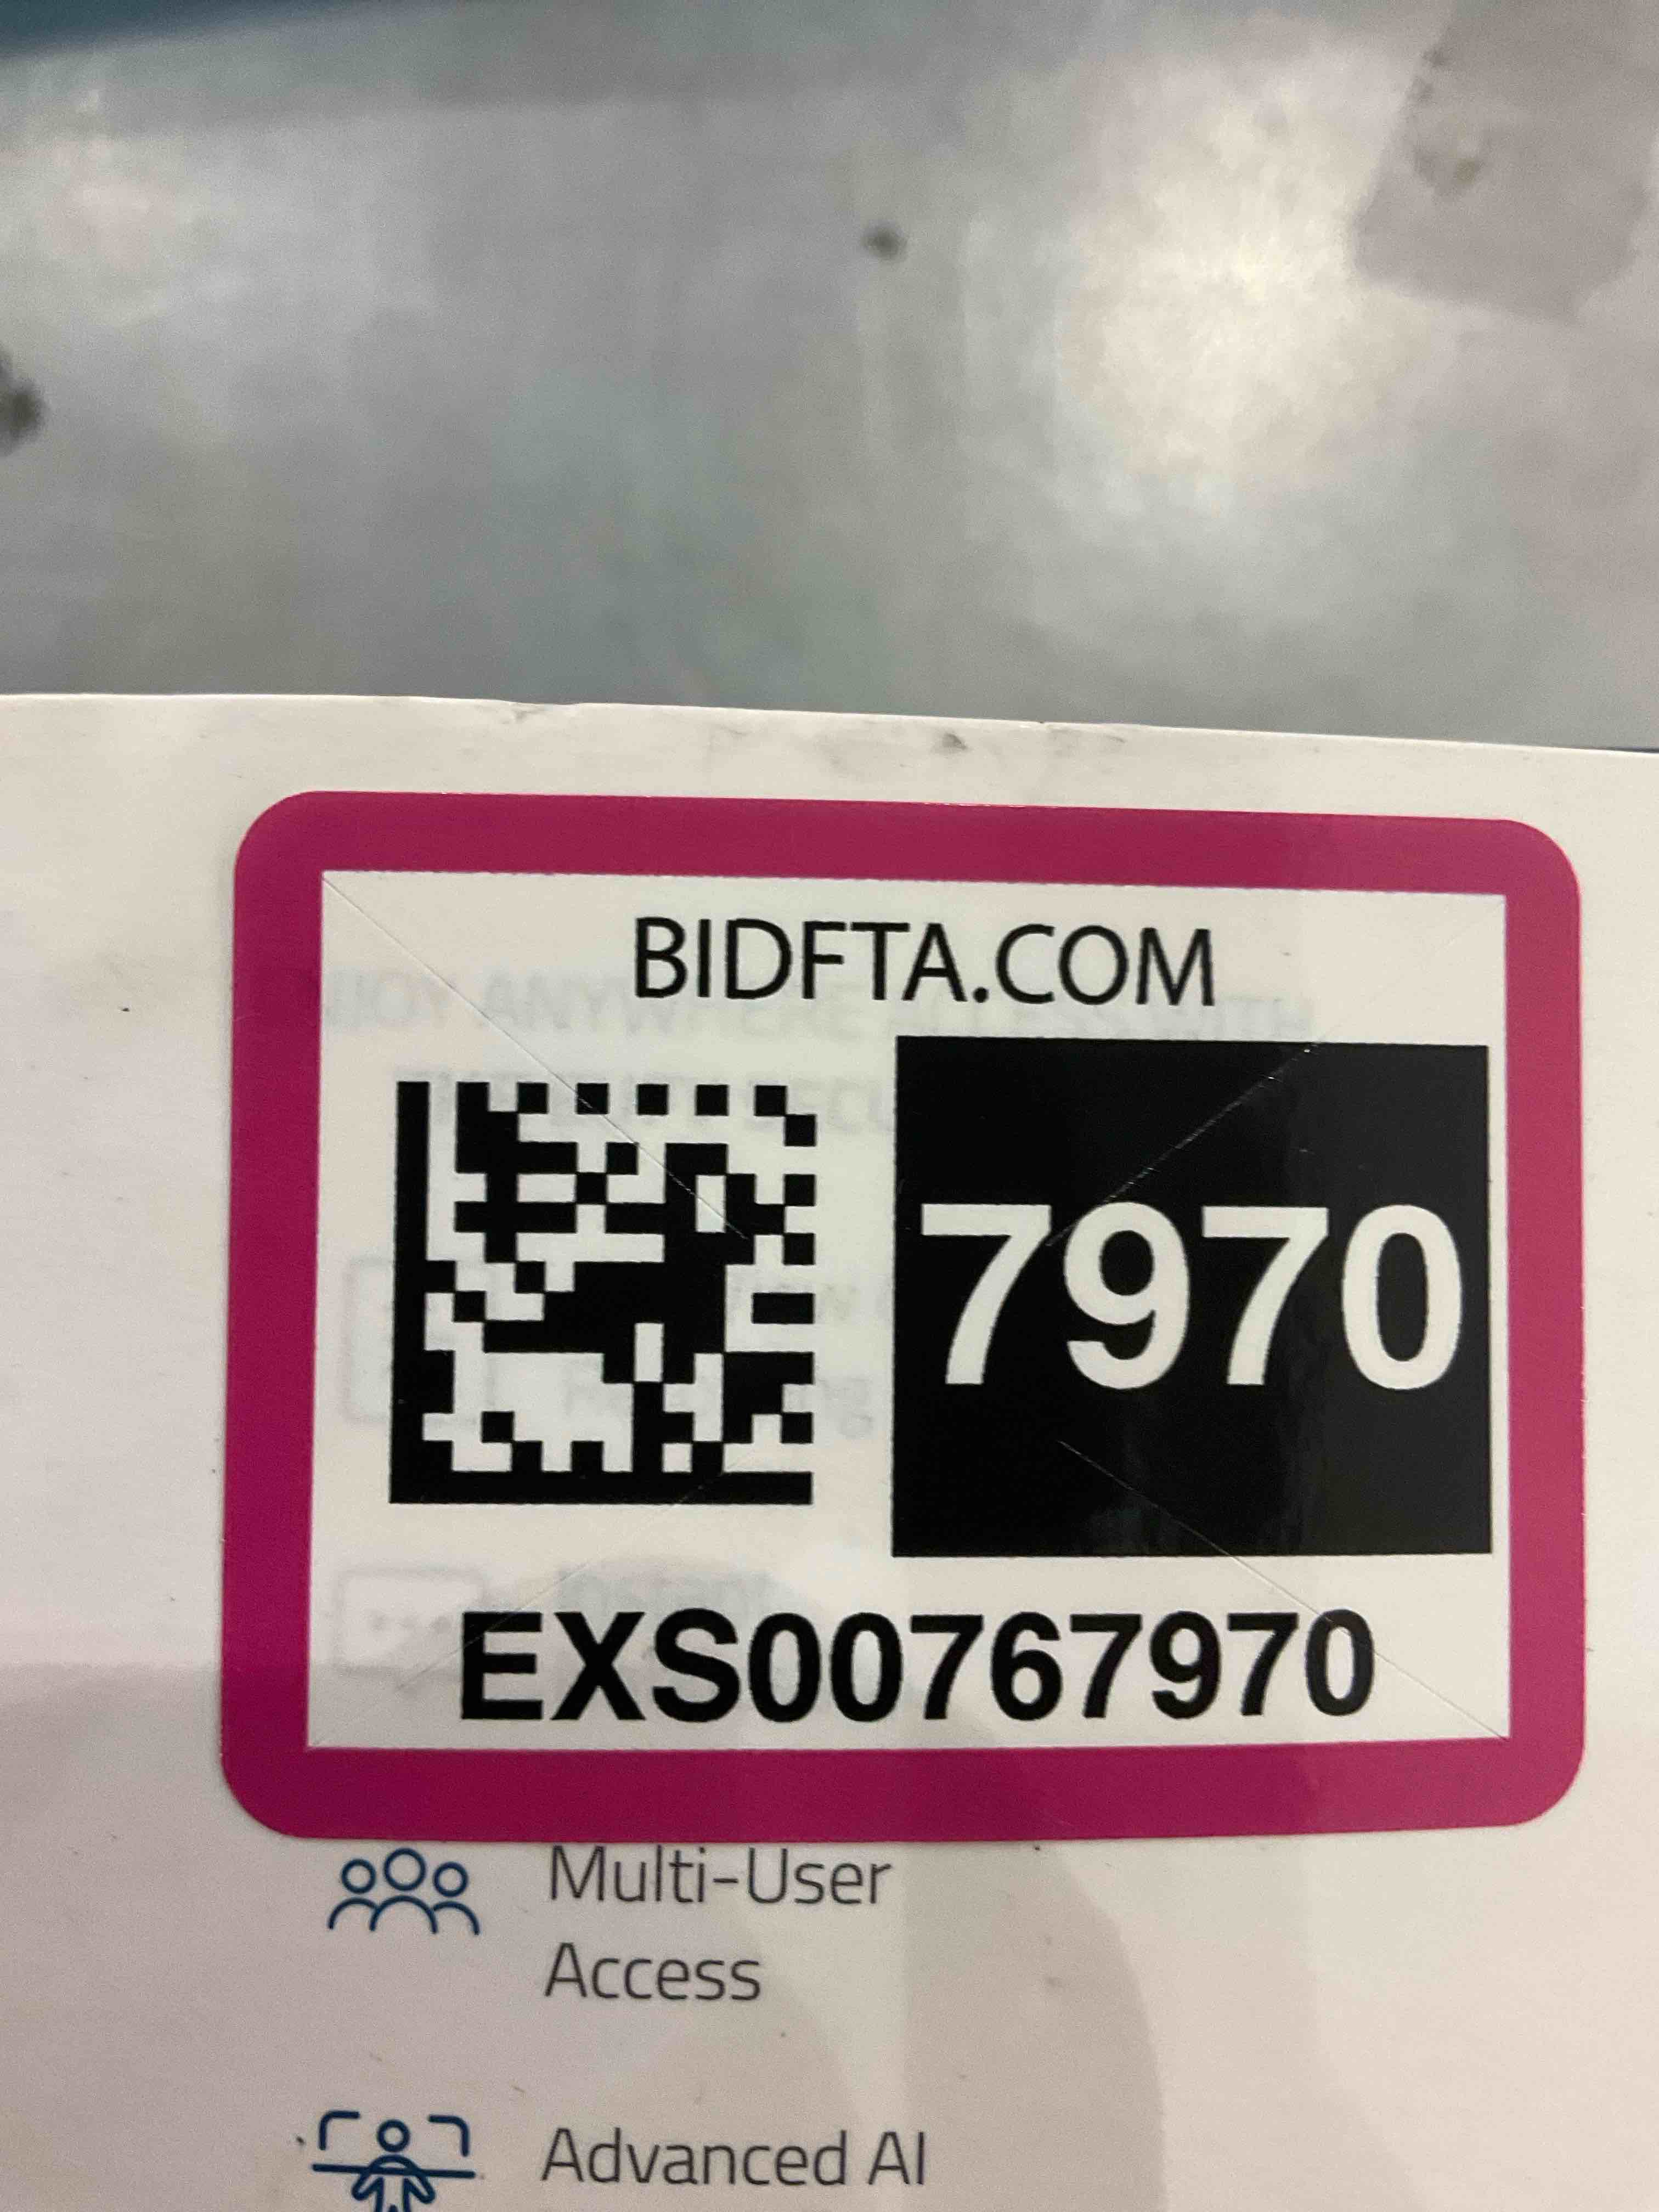 BIDFTA.COM
7970
EXS00767970
Multi-User
Access
Advanced AI